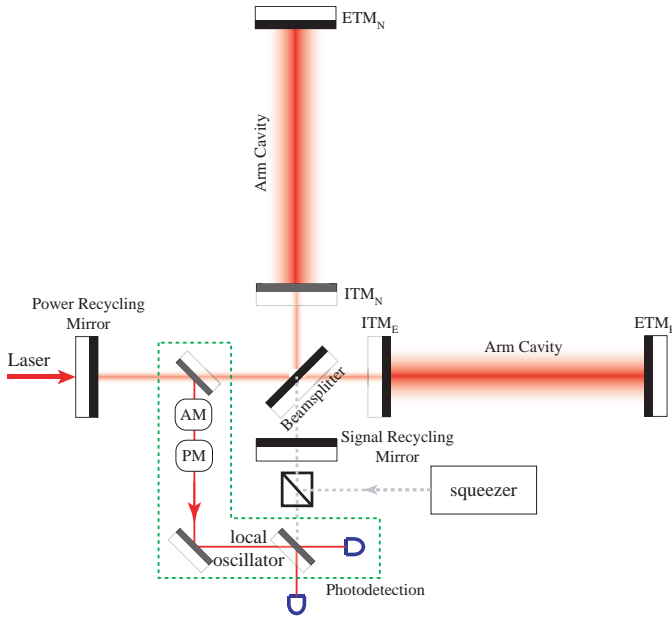 ETM_N
Arm Cavity
ITM_N
Power Recycling
Mirror
ITM_E
ETM_E
Laser
Arm Cavity
Beamsplitter
AM
Signal Recycling
Mirror
PM
squeezer
local
oscillator
Photodetection